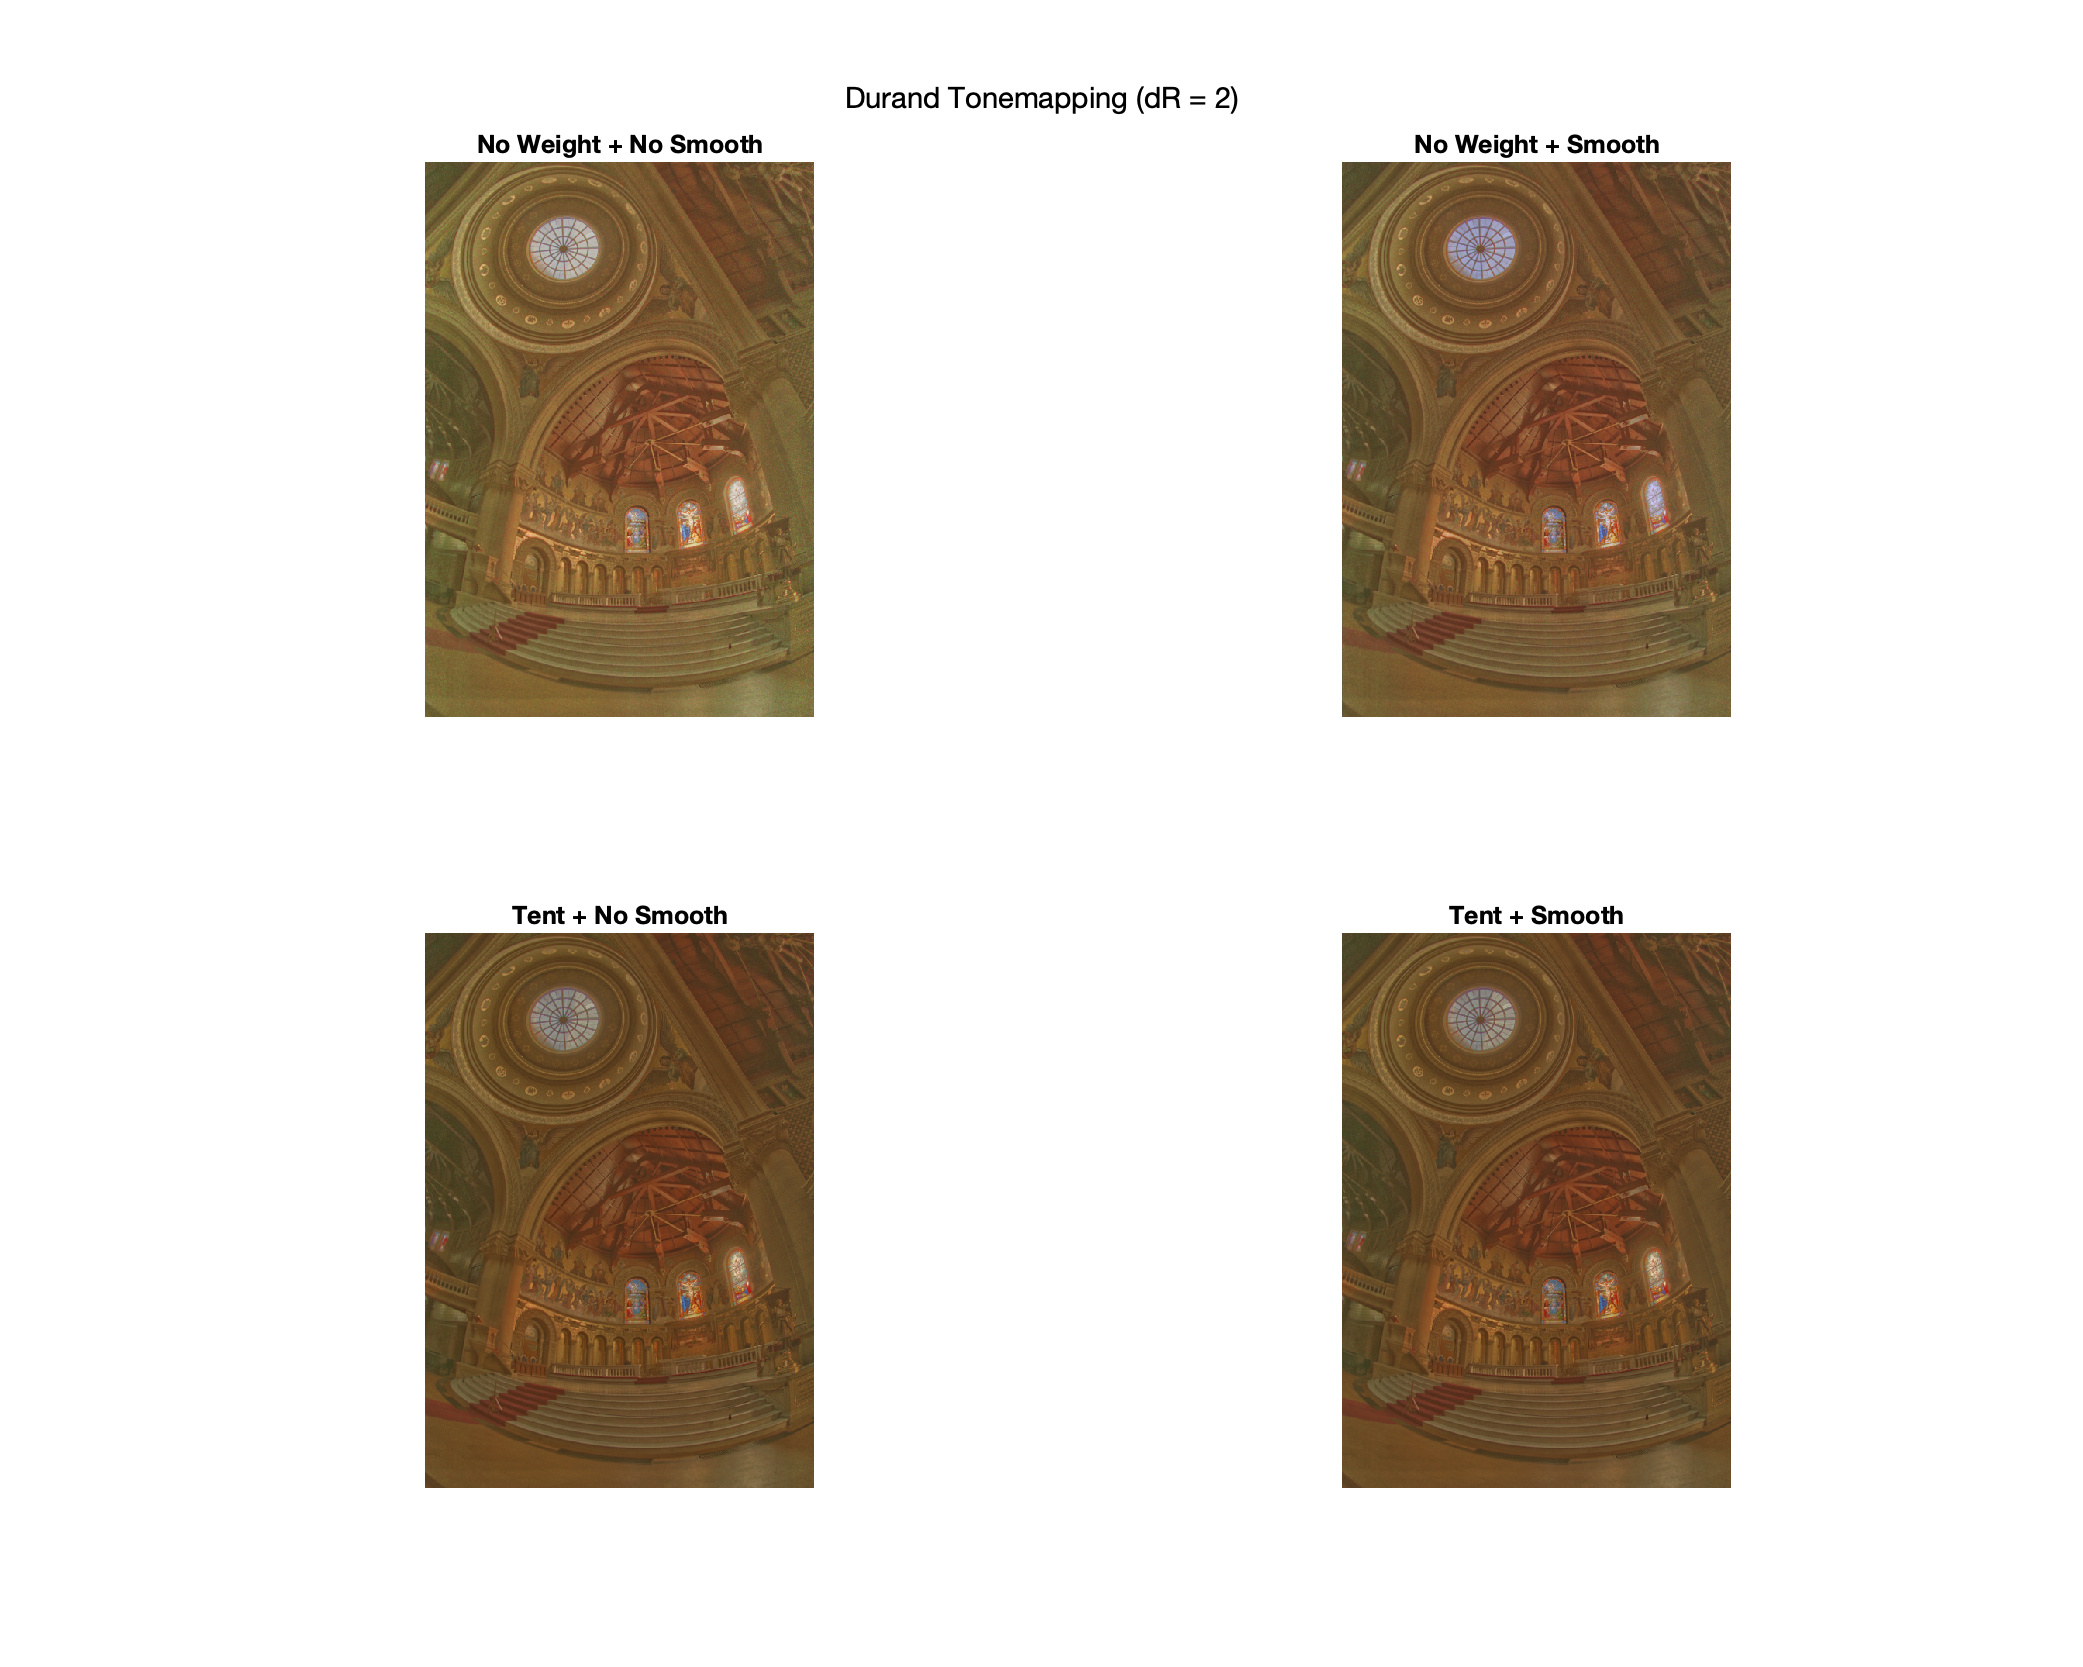 Durand Tonemapping (dR = 2)
No Weight + No Smooth
No Weight + Smooth
Tent + No Smooth
Tent + Smooth